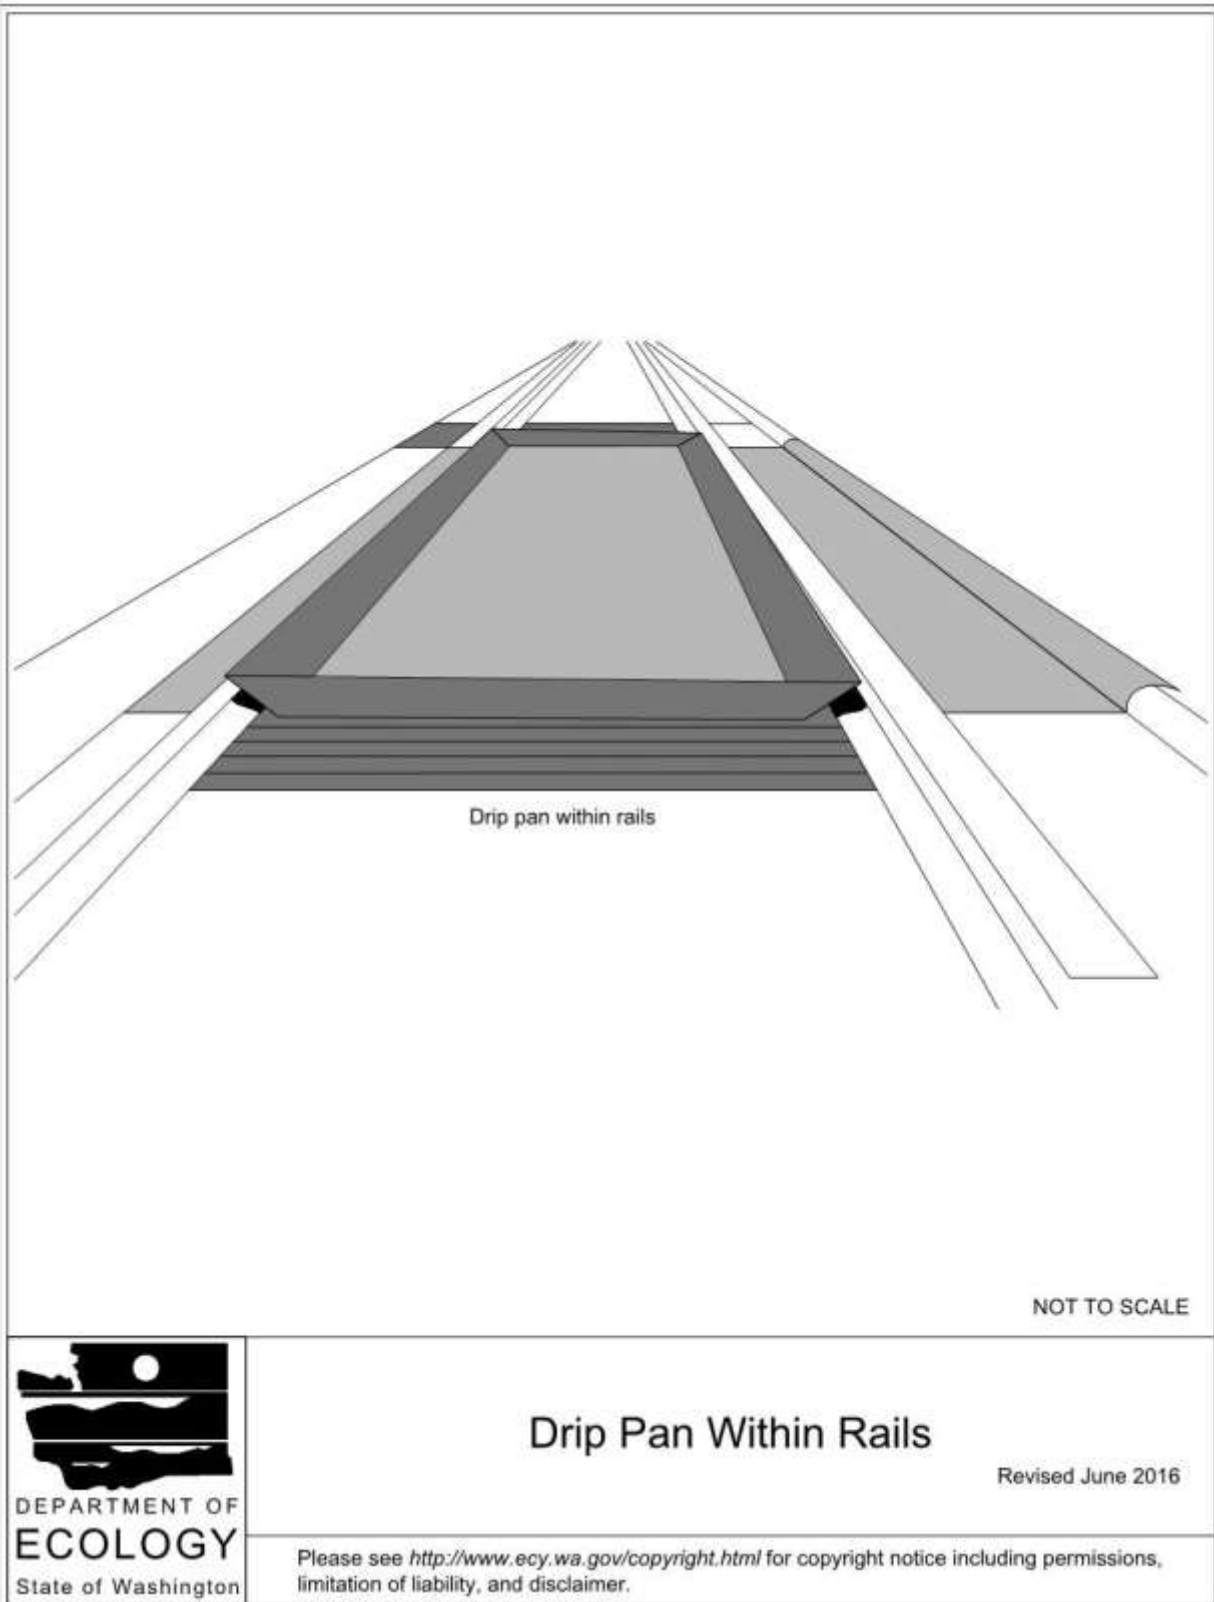 Drip pan within rails
NOT TO SCALE
DEPARTMENT OF
ECOLOGY
State of Washington
Drip Pan Within Rails
Revised June 2016
Please see http://www.ecy.wa.gov/copyright.html for copyright notice including permissions,
limitation of liability, and disclaimer.